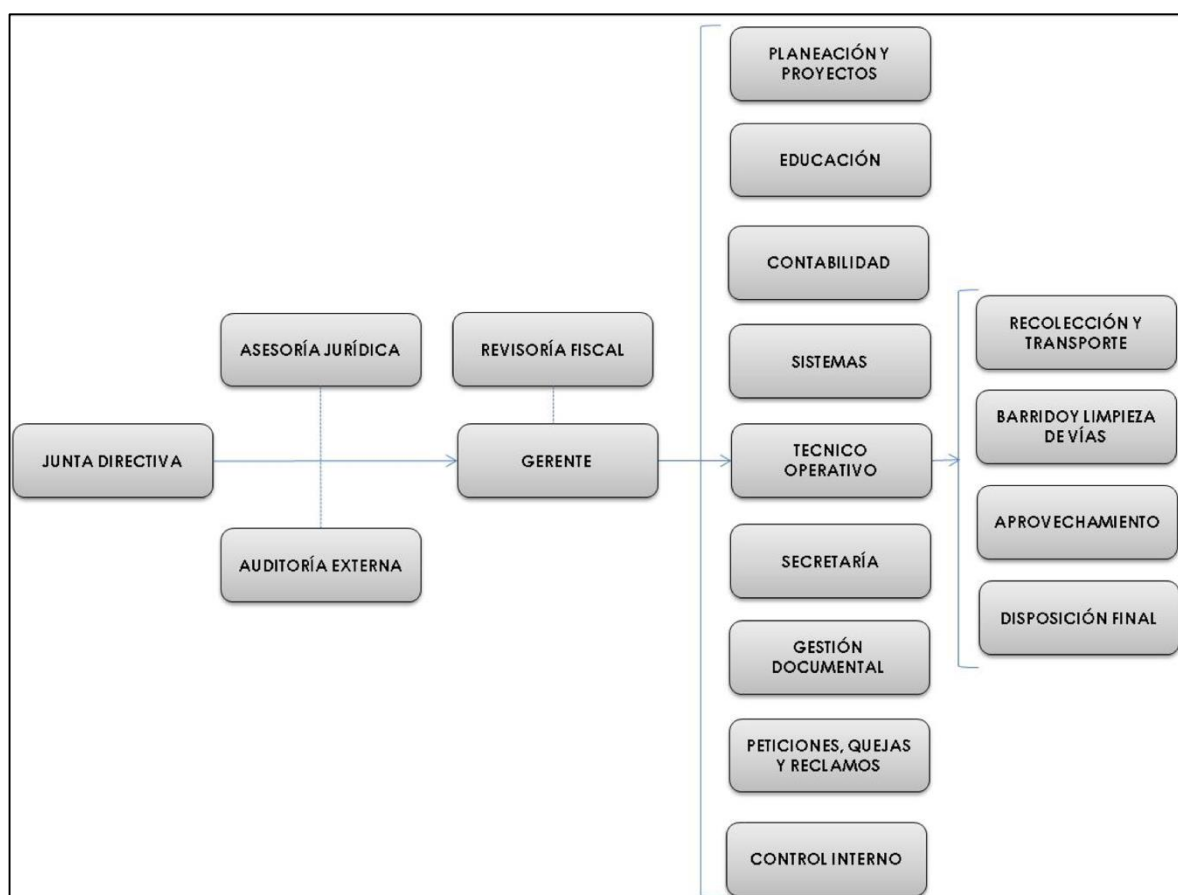 JUNTA DIRECTIVA
ASESORÍA JURÍDICA
AUDITORÍA EXTERNA
REVISORÍA FISCAL
GERENTE
PLANEACIÓN Y
PROYECTOS
EDUCACIÓN
CONTABILIDAD
SISTEMAS
TECNICO
OPERATIVO
SECRETARÍA
GESTIÓN
DOCUMENTAL
PETICIONES, QUEJAS
Y RECLAMOS
CONTROL INTERNO
RECOLECCIÓN Y
TRANSPORTE
BARRIDOY LIMPIEZA
DE VÍAS
APROVECHAMIENTO
DISPOSICIÓN FINAL